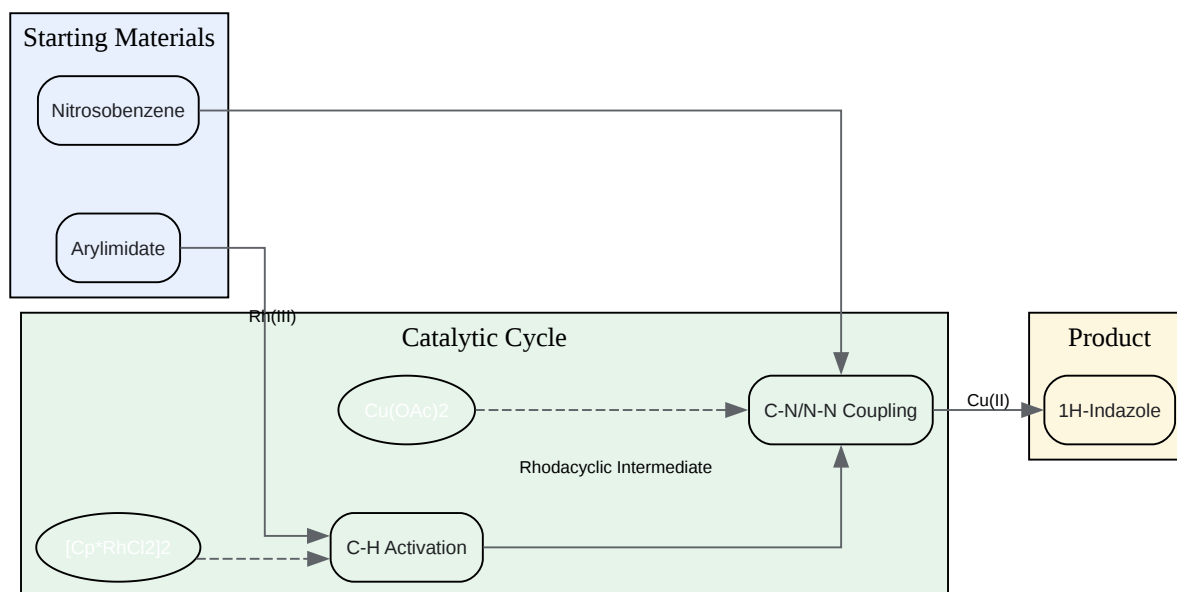 Starting Materials
Nitrosobenzene
Arylimidate
Rh(III)
Catalytic Cycle
Product
Cu(OAc)2
C-N/N-N Coupling
Cu(II)
1H-Indazole
Rhodacyclic Intermediate
[Cp*RhCl2]2
C-H Activation